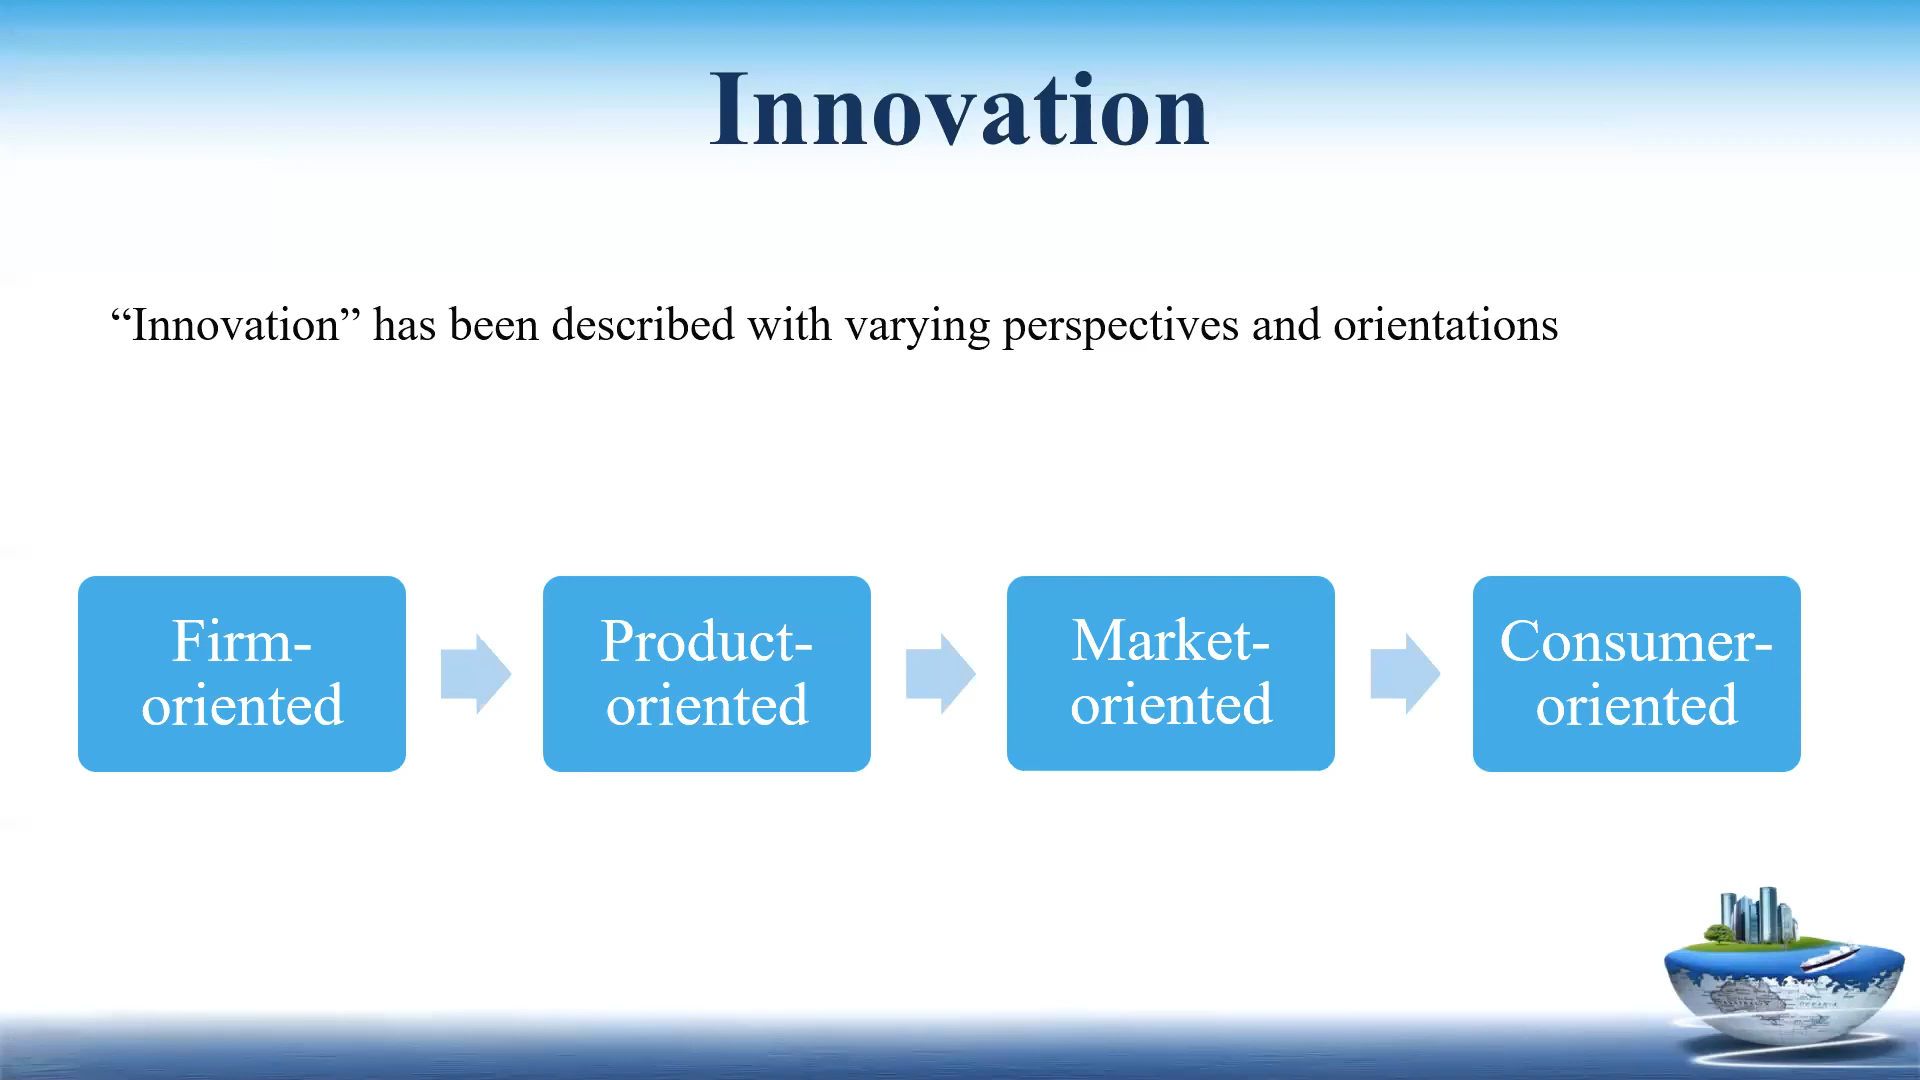 Innovation
“Innovation” has been described with varying perspectives and orientations
Firm-
oriented
Product-
oriented
Market-
oriented
Consumer-
oriented